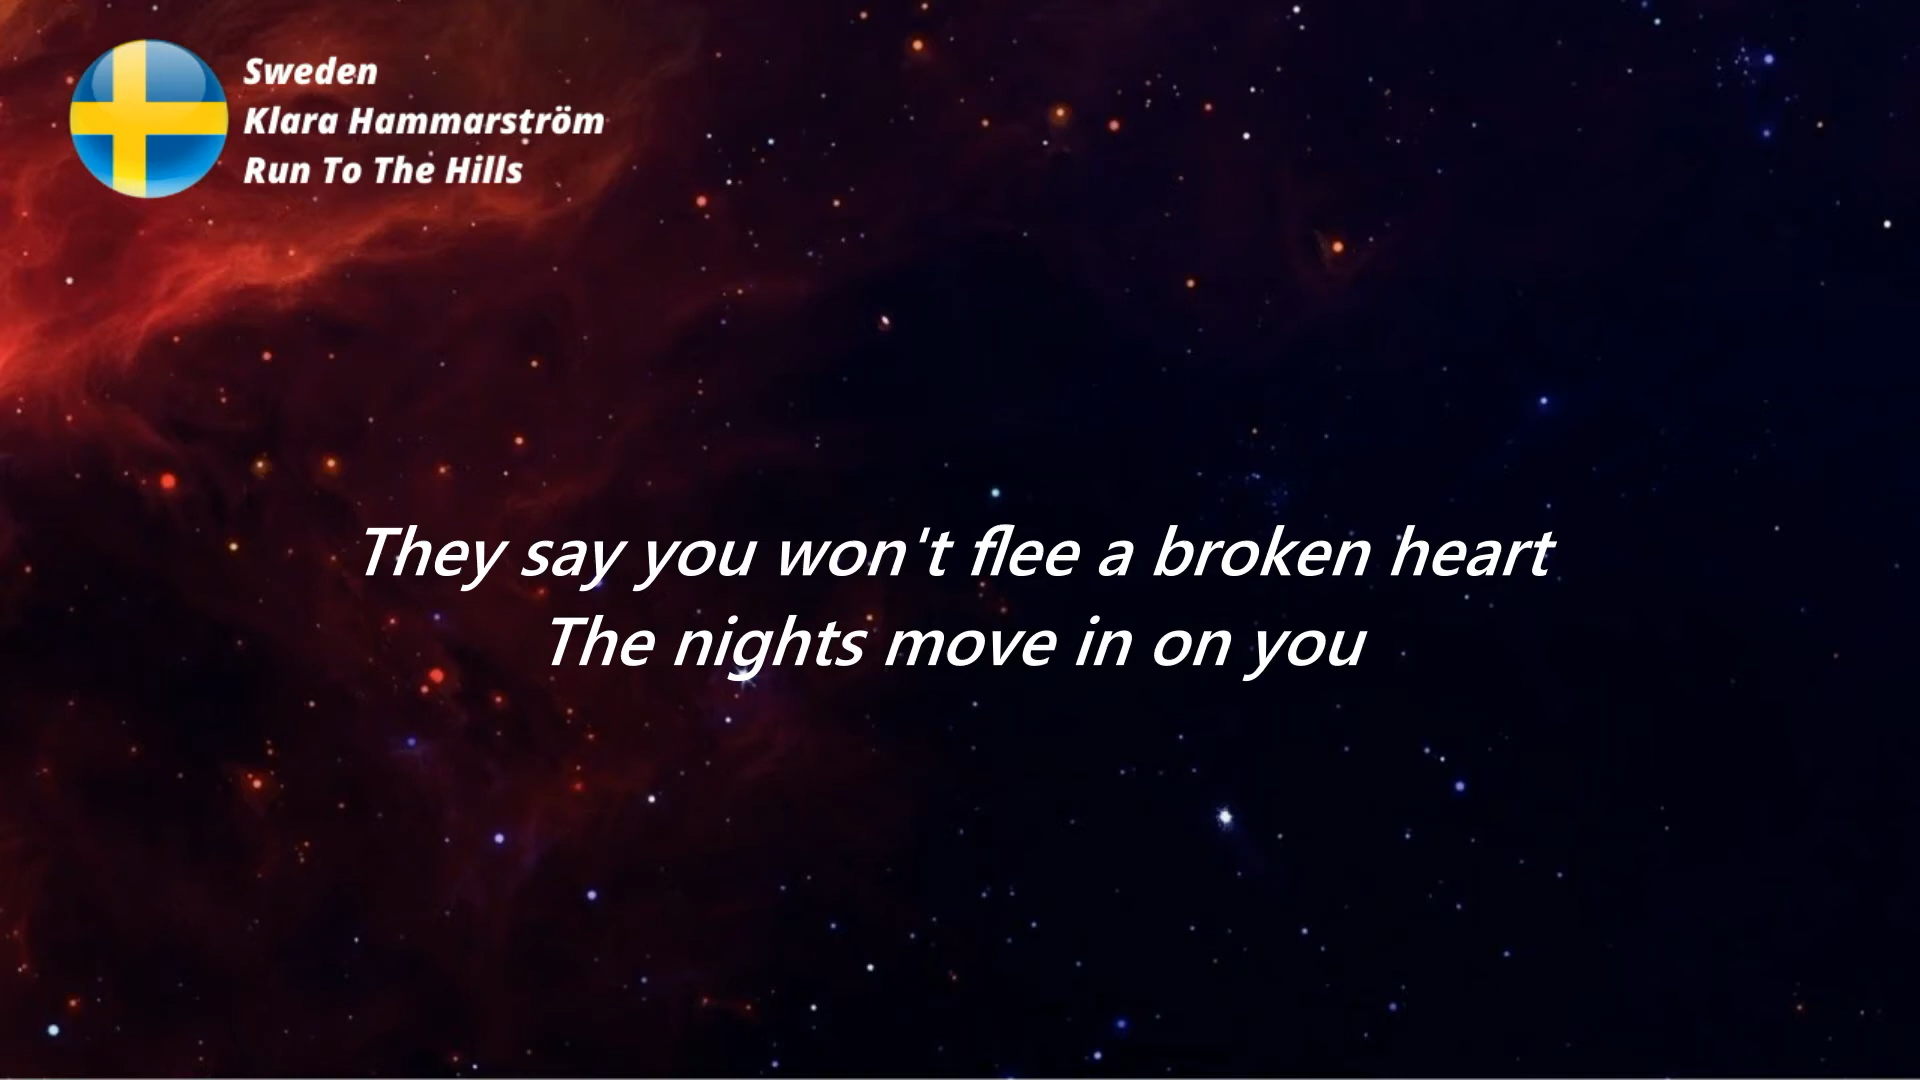 Sweden
Klara Hammarström
Run To The Hills
They say you won't flee a broken heart
The nights move in on you